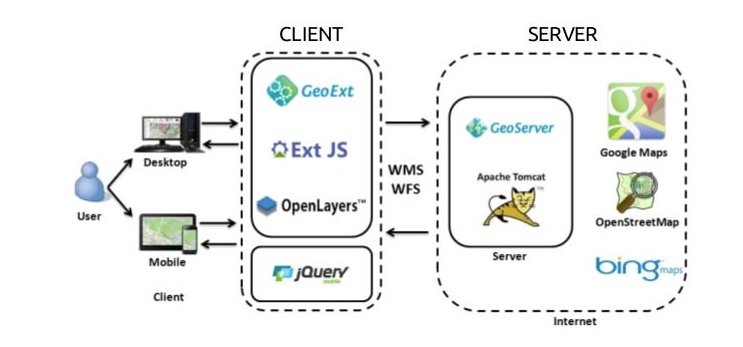 CLIENT
SERVER
GeoExt
Ext JS
OpenLayers™
jQuery
mobile
Desktop
User
Mobile
Client
WMS
WFS
GeoServer
Apache Tomcat
TM
Server
Google Maps
OpenStreetMap
bing maps
Internet